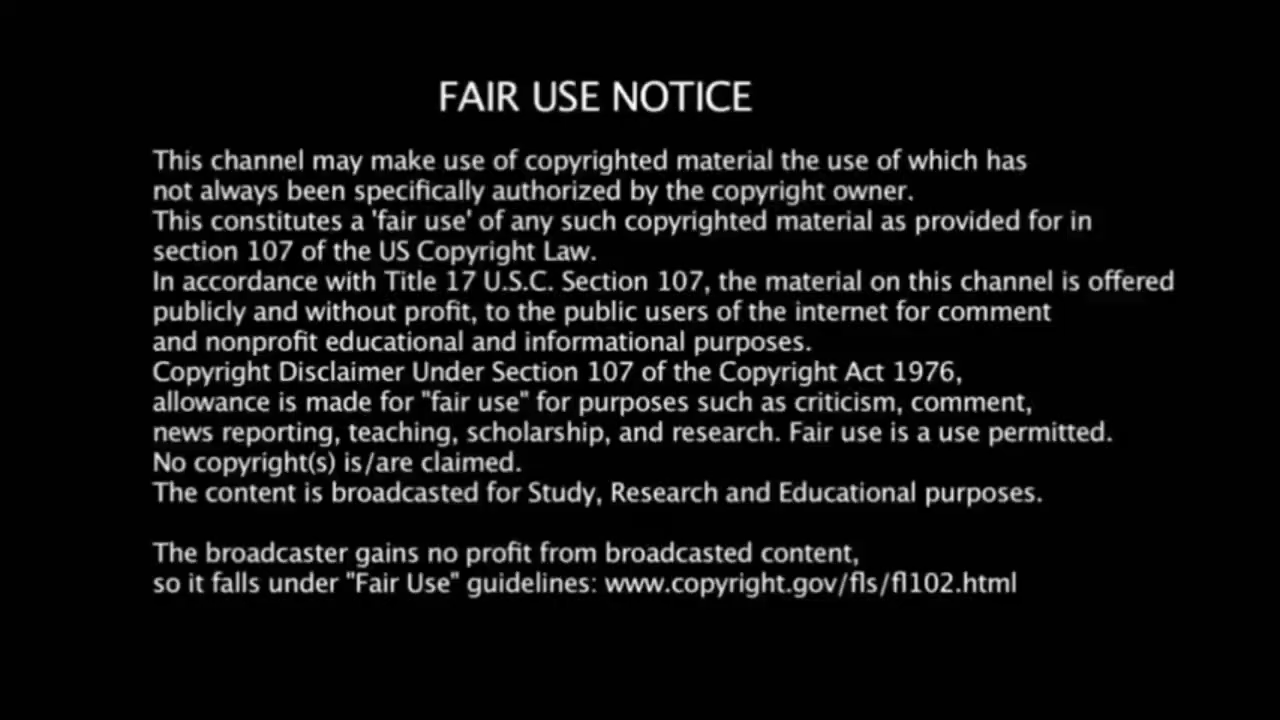 FAIR USE NOTICE
This channel may make use of copyrighted material the use of which has
not always been specifically authorized by the copyright owner.
This constitutes a 'fair use' of any such copyrighted material as provided for in
section 107 of the US Copyright Law.
In accordance with Title 17 U.S.C. Section 107, the material on this channel is offered
publicly and without profit, to the public users of the internet for comment
and nonprofit educational and informational purposes.
Copyright Disclaimer Under Section 107 of the Copyright Act 1976,
allowance is made for "fair use" for purposes such as criticism, comment,
news reporting, teaching, scholarship, and research. Fair use is a use permitted.
No copyright(s) is/are claimed.
The content is broadcasted for Study, Research and Educational purposes.
The broadcaster gains no profit from broadcasted content,
so it falls under "Fair Use" guidelines: www.copyright.gov/fls/fl102.html